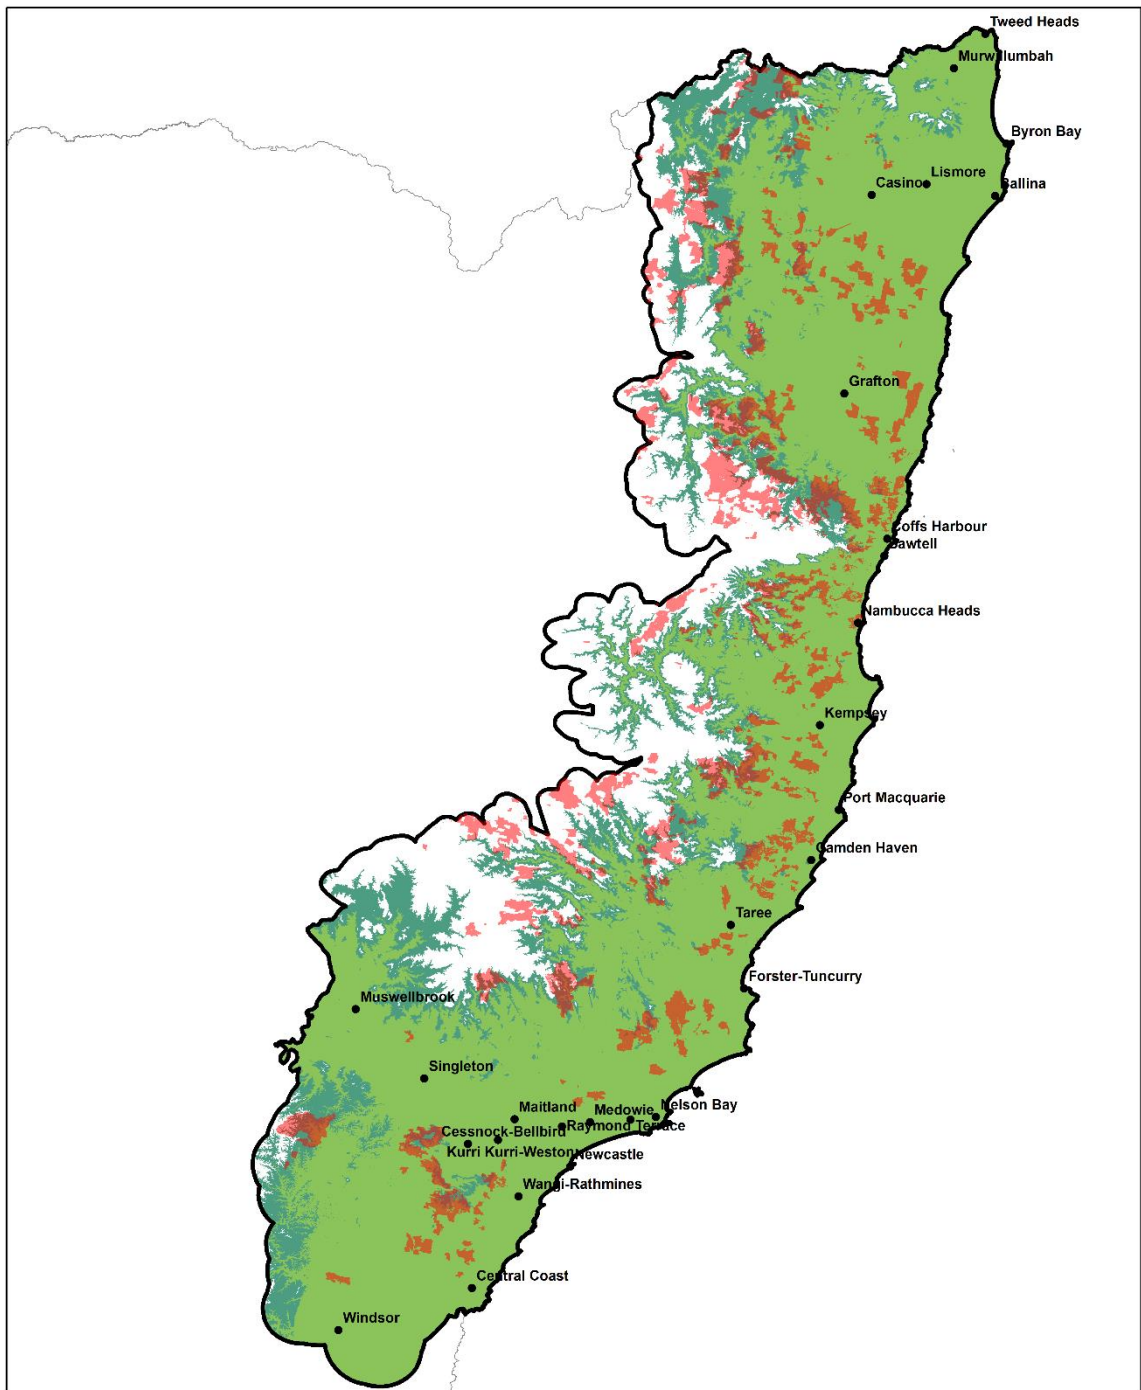 Tweed Heads
Murwillumbah
Byron Bay
Lismore
Casino
Ballina
Grafton
Coffs Harbour
Sawtell
Nambucca Heads
Kempsey
Port Macquarie
Camden Haven
Taree
Forster-Tuncurry
Muswellbrook
Singleton
Nelson Bay
Maitland
Medowie
Raymond Terrace
Cessnock-Bellbird
Kurri Kurri-Weston
Newcastle
Wangi-Rathmines
Central Coast
Windsor